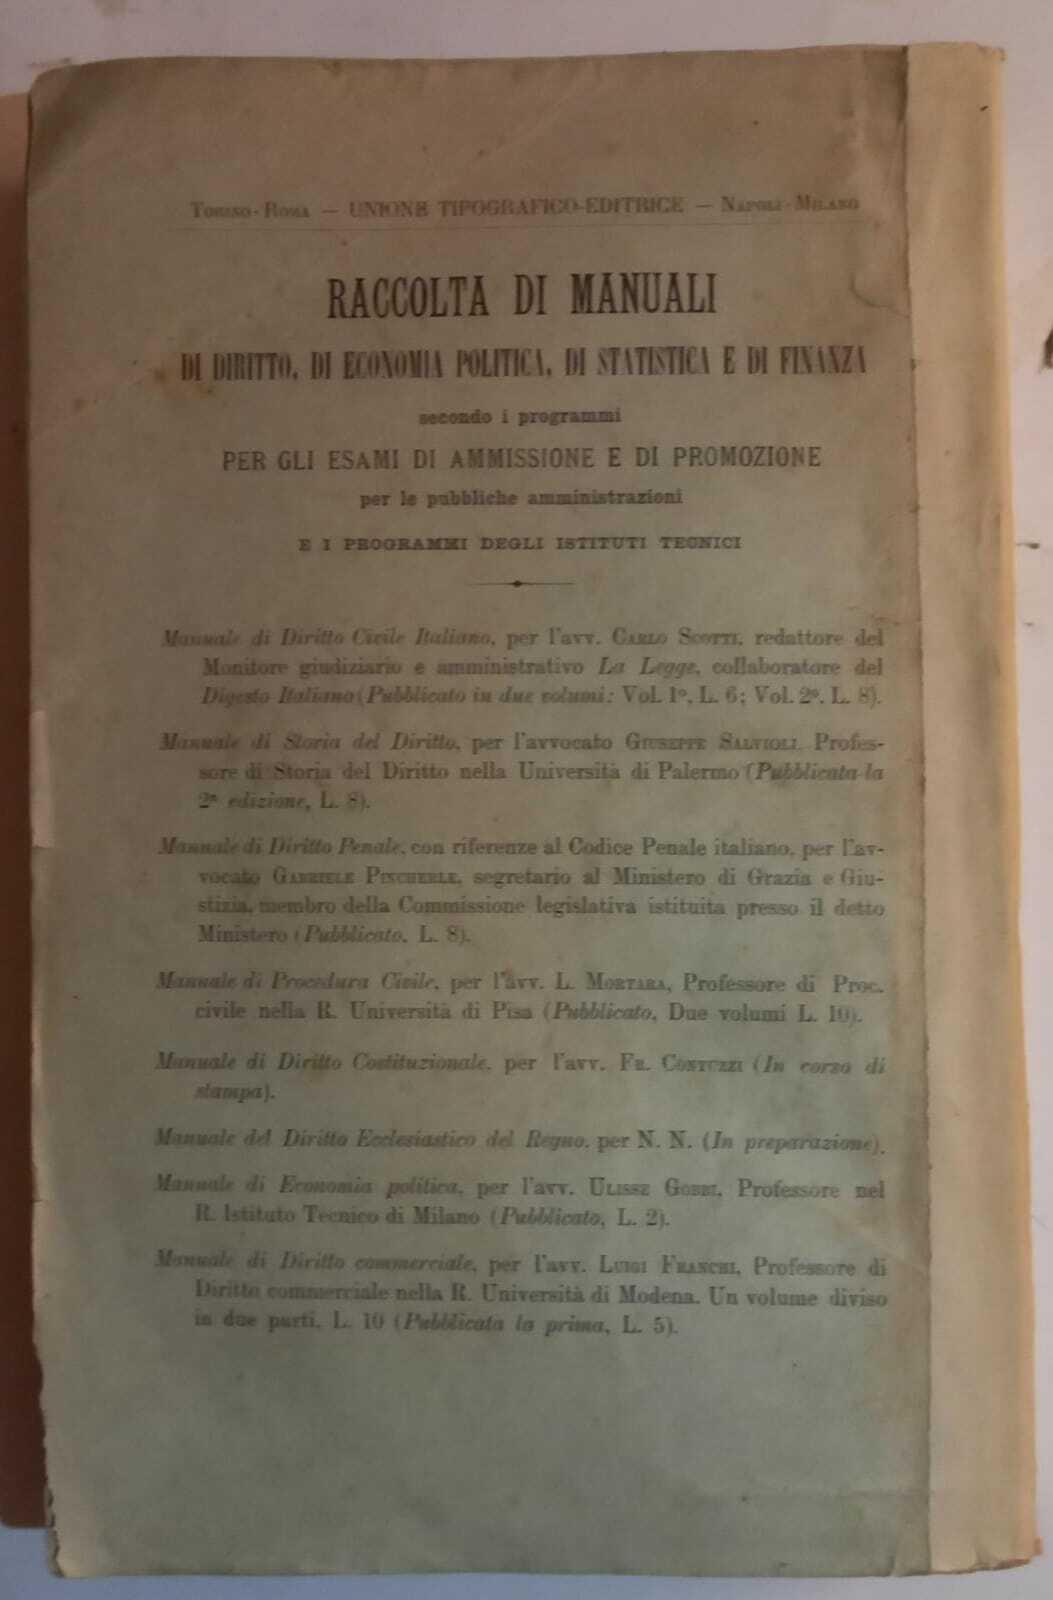 Torino-Roma — UNIONE TIPOGRAFICO-EDITRICE — Napoli-Milano
RACCOLTA DI MANUALI
DI DIRITTO, DI ECONOMIA POLITICA, DI STATISTICA E DI FINANZA
secondo i programmi
PER GLI ESAMI DI AMMISSIONE E DI PROMOZIONE
per le pubbliche amministrazioni
E I PROGRAMMI DEGLI ISTITUTI TECNICI
Manuale di Diritto Civile Italiano, per l'avv. Carlo Scotti, redattore del
Monitore giudiziario e amministrativo La Legge, collaboratore del
Digesto Italiano (Pubblicato in due volumi: Vol. 1º, L. 6; Vol. 2º, L. 8).
Manuale di Storia del Diritto, per l'avvocato Giuseppe Salvioli, Profes-
sore di Storia del Diritto nella Università di Palermo (Pubblicata la
2ª edizione, L. 8).
Manuale di Diritto Penale, con riferenze al Codice Penale italiano, per l'av-
vocato Gabriele Pincherle, segretario al Ministero di Grazia e Giu-
stizia, membro della Commissione legislativa istituita presso il detto
Ministero (Pubblicato, L. 8).
Manuale di Procedura Civile, per l'avv. L. Mortara, Professore di Proc.
civile nella R. Università di Pisa (Pubblicato, Due volumi L. 10).
Manuale di Diritto Costituzionale, per l'avv. Fr. Contuzzi (In corso di
stampa).
Manuale del Diritto Ecclesiastico del Regno, per N. N. (In preparazione).
Manuale di Economia politica, per l'avv. Ulisse Gobbi, Professore nel
R. Istituto Tecnico di Milano (Pubblicato, L. 2).
Manuale di Diritto commerciale, per l'avv. Luigi Franchi, Professore di
Diritto commerciale nella R. Università di Modena. Un volume diviso
in due parti, L. 10 (Pubblicata la prima, L. 5).